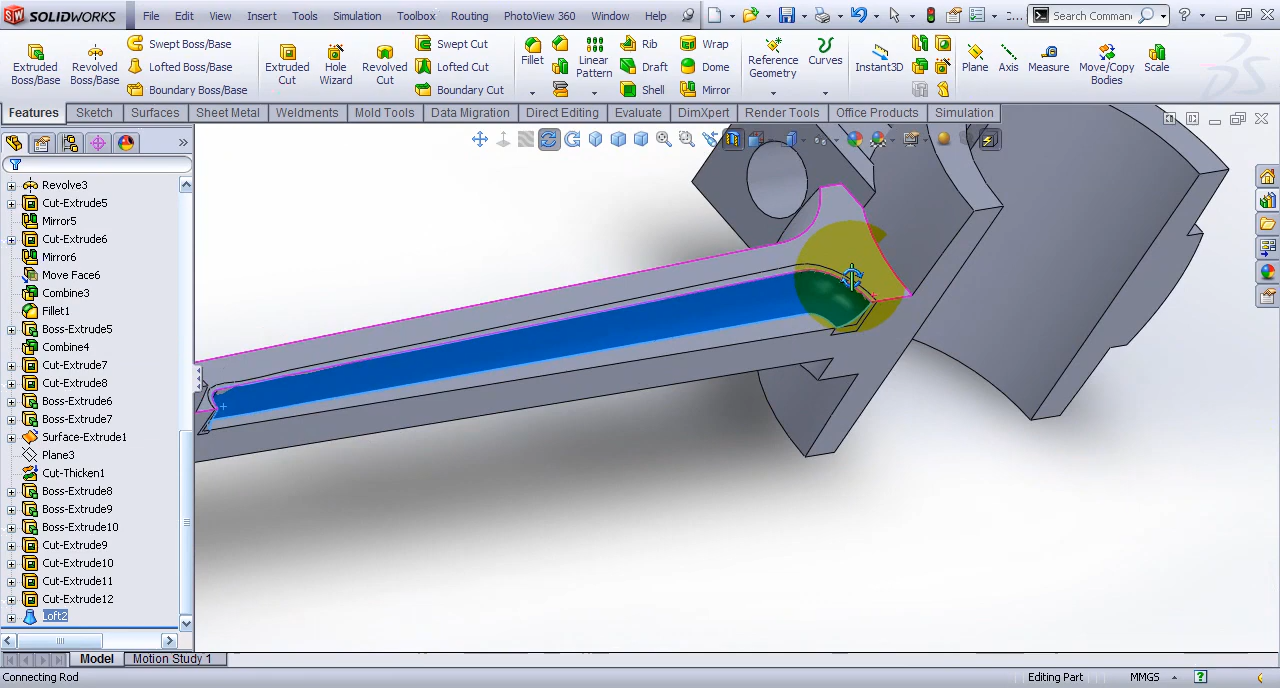 SOLIDWORKS File Edit View Insert Tools Simulation Toolbox Routing PhotoView 360 Window Help Search Comman
Extruded Boss/Base
Revolved Boss/Base
Swept Boss/Base
Lofted Boss/Base
Boundary Boss/Base
Extruded Cut
Hole Wizard
Revolved Cut
Swept Cut
Lofted Cut
Boundary Cut
Fillet
Linear Pattern
Rib
Draft
Shell
Wrap
Dome
Mirror
Reference Geometry
Curves
Instant3D
Plane
Axis
Measure
Move/Copy Bodies
Scale
Features Sketch Surfaces Sheet Metal Weldments Mold Tools Data Migration Direct Editing Evaluate DimXpert Render Tools Office Products Simulation
Revolve3
Cut-Extrude5
Mirror5
Cut-Extrude6
Move Face6
Combine3
Fillet1
Boss-Extrude5
Combine4
Cut-Extrude7
Cut-Extrude8
Boss-Extrude6
Boss-Extrude7
Surface-Extrude1
Plane3
Cut-Thicken1
Boss-Extrude8
Boss-Extrude9
Boss-Extrude10
Cut-Extrude9
Cut-Extrude10
Cut-Extrude11
Cut-Extrude12
Loft2
Model Motion Study 1
Connecting Rod Editing Part MMGS